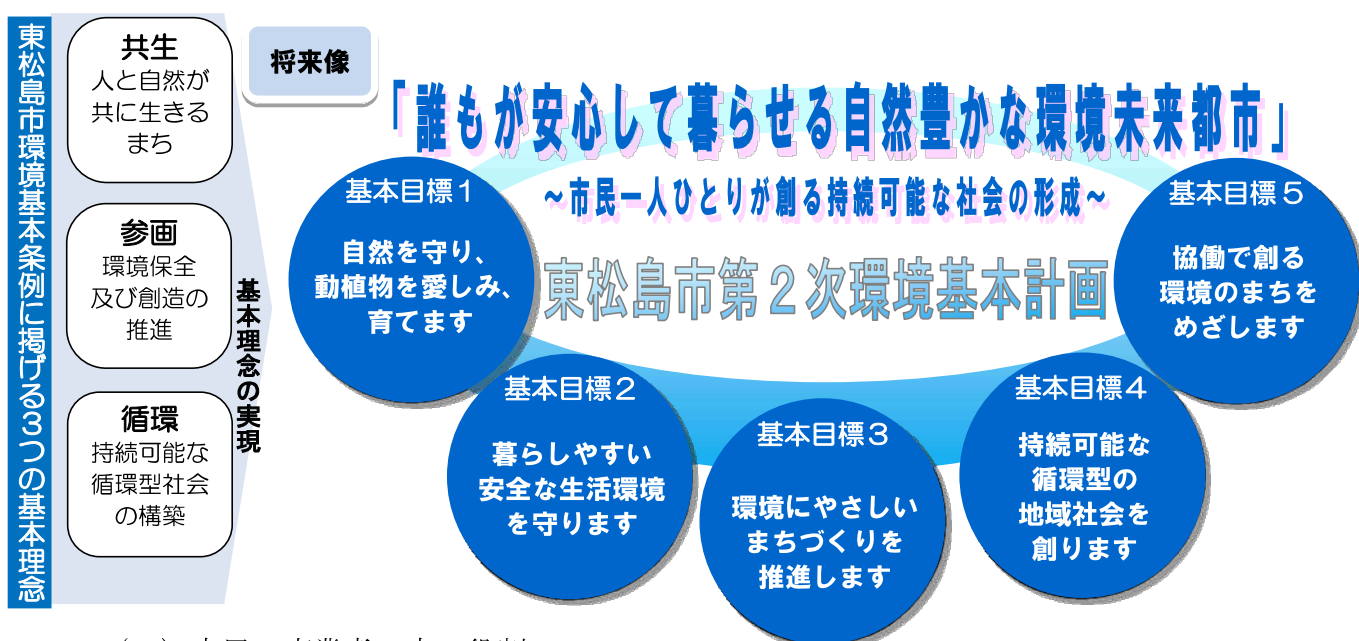 東松島市環境基本条例に掲げる3つの基本理念
共生
人と自然が
共に生きる
まち
参画
環境保全
及び創造の
推進
循環
持続可能な
循環型社会
の構築
基本理念の実現
将来像
「誰もが安心して暮らせる自然豊かな環境未来都市」
~市民一人ひとりが創る持続可能な社会の形成~
東松島市第2次環境基本計画
基本目標1
自然を守り、
動植物を愛しみ、
育てます
基本目標2
暮らしやすい
安全な生活環境
を守ります
基本目標3
環境にやさしい
まちづくりを
推進します
基本目標4
持続可能な
循環型の
地域社会を
創ります
基本目標5
協働で創る
環境のまちを
めざします